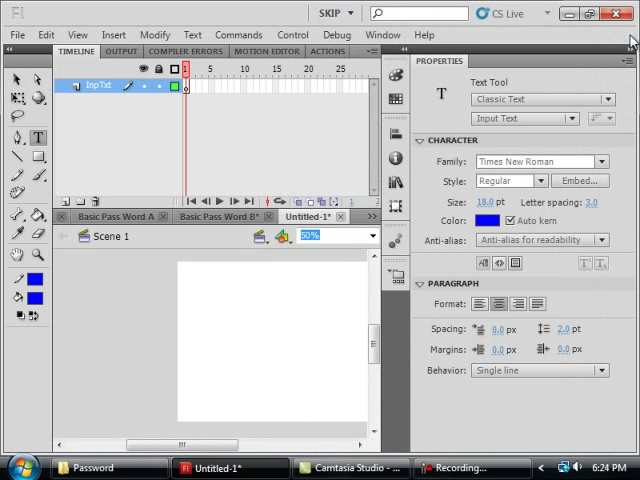 Fl SKIP CS Live
File Edit View Insert Modify Text Commands Control Debug Window Help
TIMELINE OUTPUT COMPILER ERRORS MOTION EDITOR ACTIONS
1 5 10 15 20 25
InpTxt
1
Basic Pass Word A Basic Pass Word B* Untitled-1*
Scene 1 50%
PROPERTIES
T Text Tool
Classic Text
Input Text
CHARACTER
Family: Times New Roman
Style: Regular Embed...
Size: 18.0 pt Letter spacing: 3.0
Color: Auto kern
Anti-alias: Anti-alias for readability
PARAGRAPH
Format:
Spacing: 0.0 px 2.0 pt
Margins: 0.0 px 0.0 px
Behavior: Single line
Password Untitled-1* Camtasia Studio - ... Recording... 6:24 PM